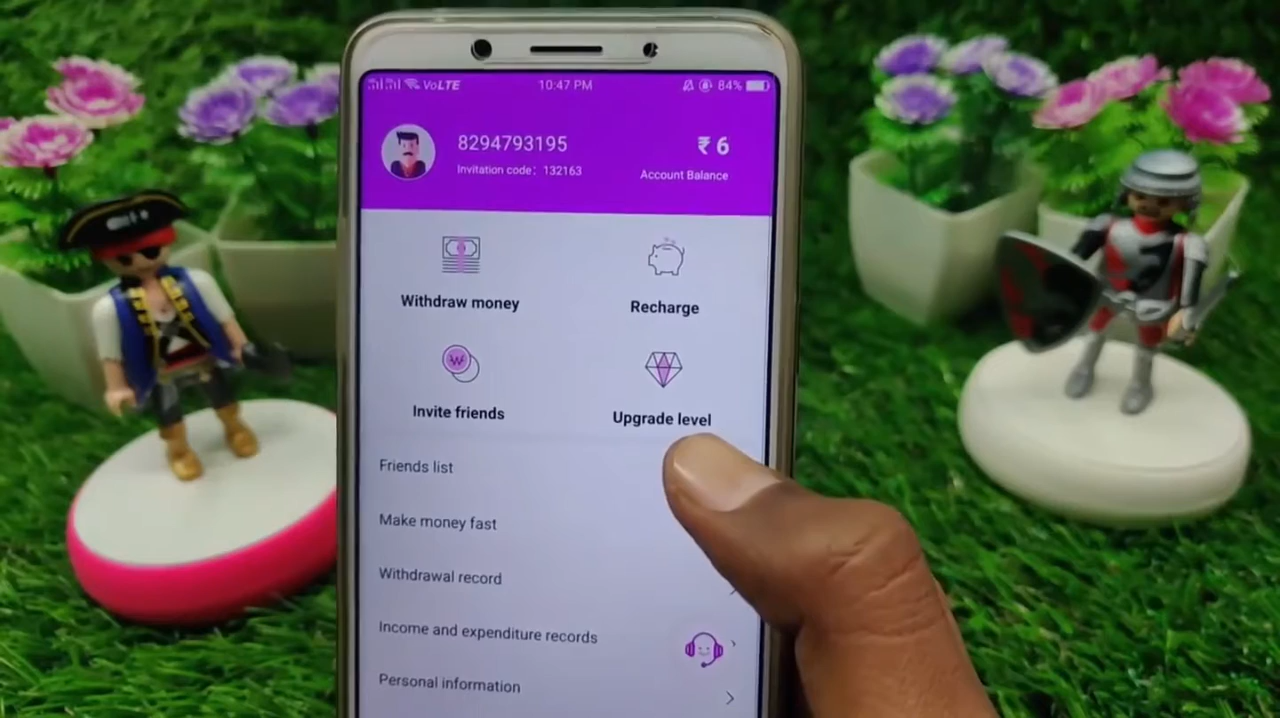 VoLTE 10:47 PM 84%
8294793195
₹ 6
Invitation code: 132163
Account Balance
Withdraw money
Recharge
Invite friends
Upgrade level
Friends list
Make money fast
Withdrawal record
Income and expenditure records
Personal information